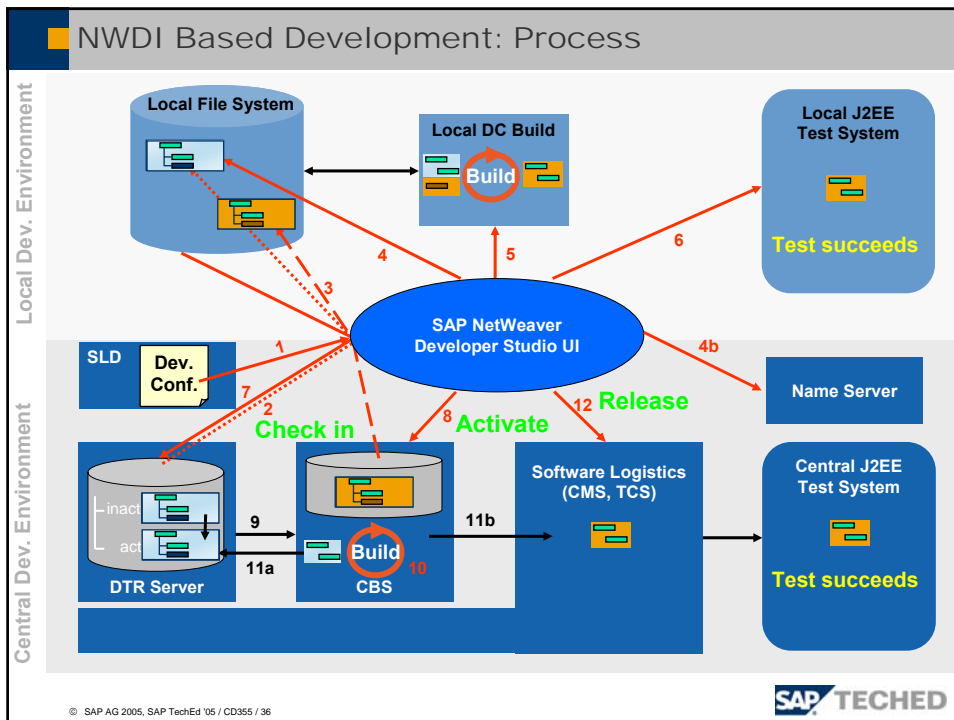 NWDI Based Development: Process
Local Dev. Environment
Local File System
Local DC Build
Build
Local J2EE
Test System
Test succeeds
4
5
6
3
SAP NetWeaver
Developer Studio UI
Central Dev. Environment
SLD
Dev.
Conf.
1
7
2
Check in
8
Activate
12
Release
4b
Name Server
inact
act
DTR Server
9
11a
Build
10
CBS
11b
Software Logistics
(CMS, TCS)
Central J2EE
Test System
Test succeeds
© SAP AG 2005, SAP TechEd '05 / CD355 / 36
SAP TECHED